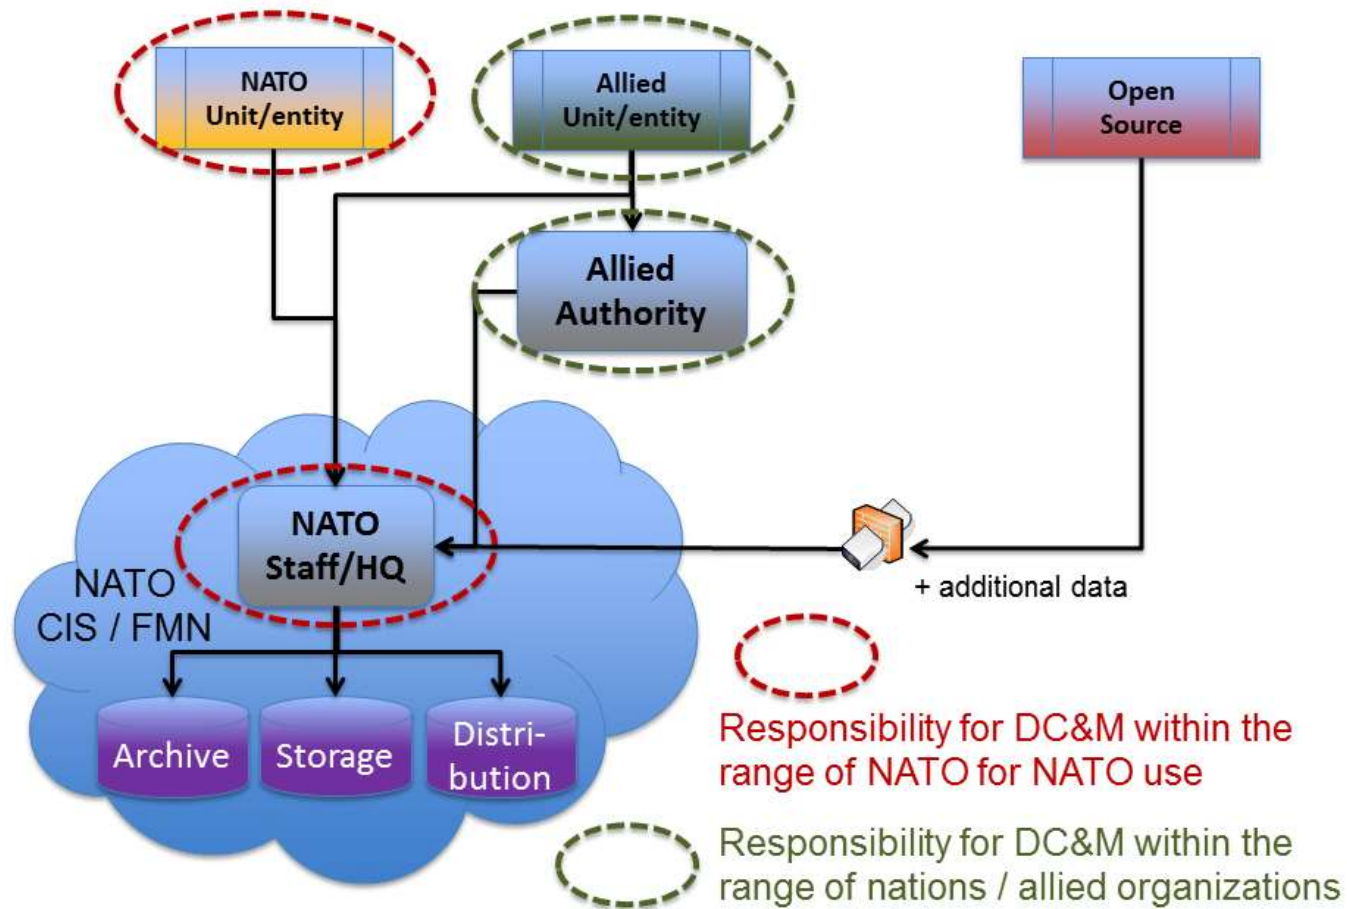 NATO
Unit/entity
Allied
Unit/entity
Open
Source
Allied
Authority
NATO
Staff/HQ
NATO
CIS / FMN
+ additional data
Archive
Storage
Distri-
bution
Responsibility for DC&M within the
range of NATO for NATO use
Responsibility for DC&M within the
range of nations / allied organizations